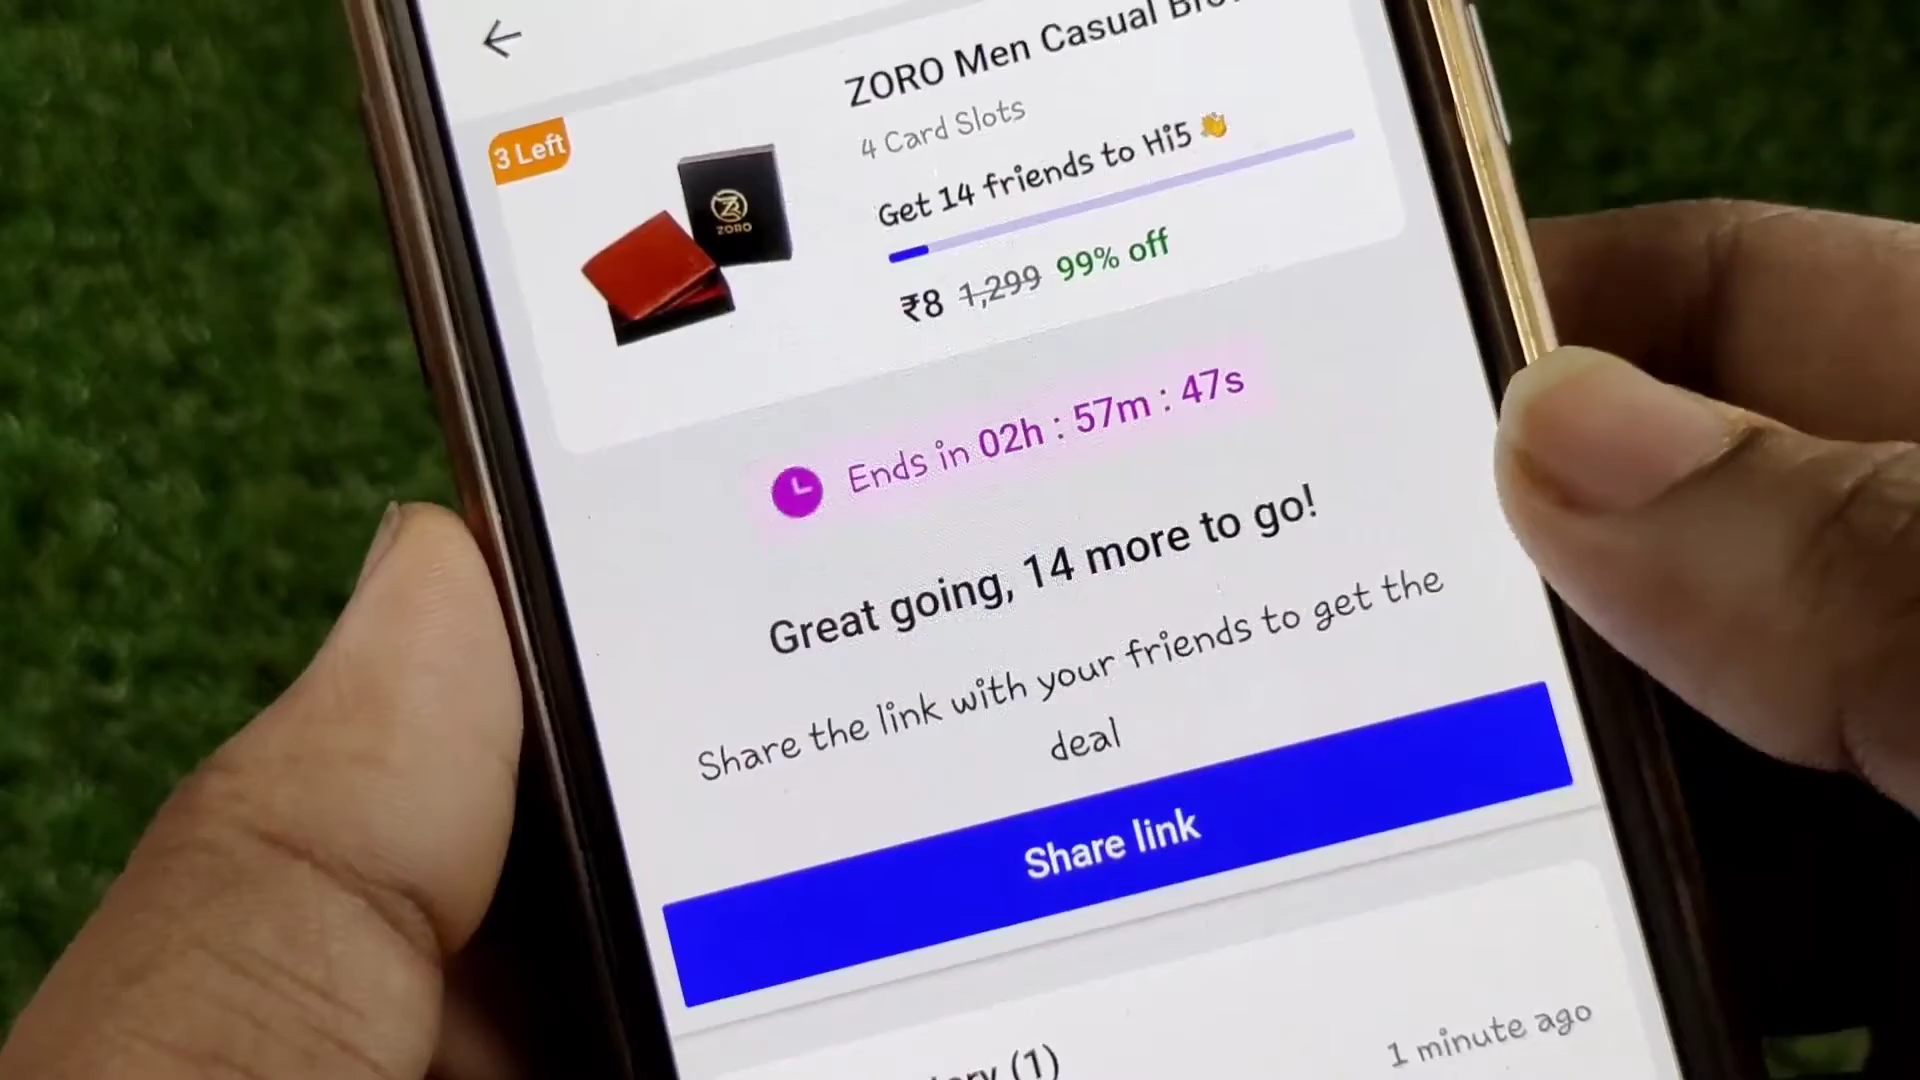 ZORO Men Casual
4 Card Slots
3 Left
Get 14 friends to Hi5 👋
ZORO
₹8 1,299 99% off
Ends in 02h : 57m : 47s
Great going, 14 more to go!
Share the link with your friends to get the
deal
Share link
(1)
1 minute ago